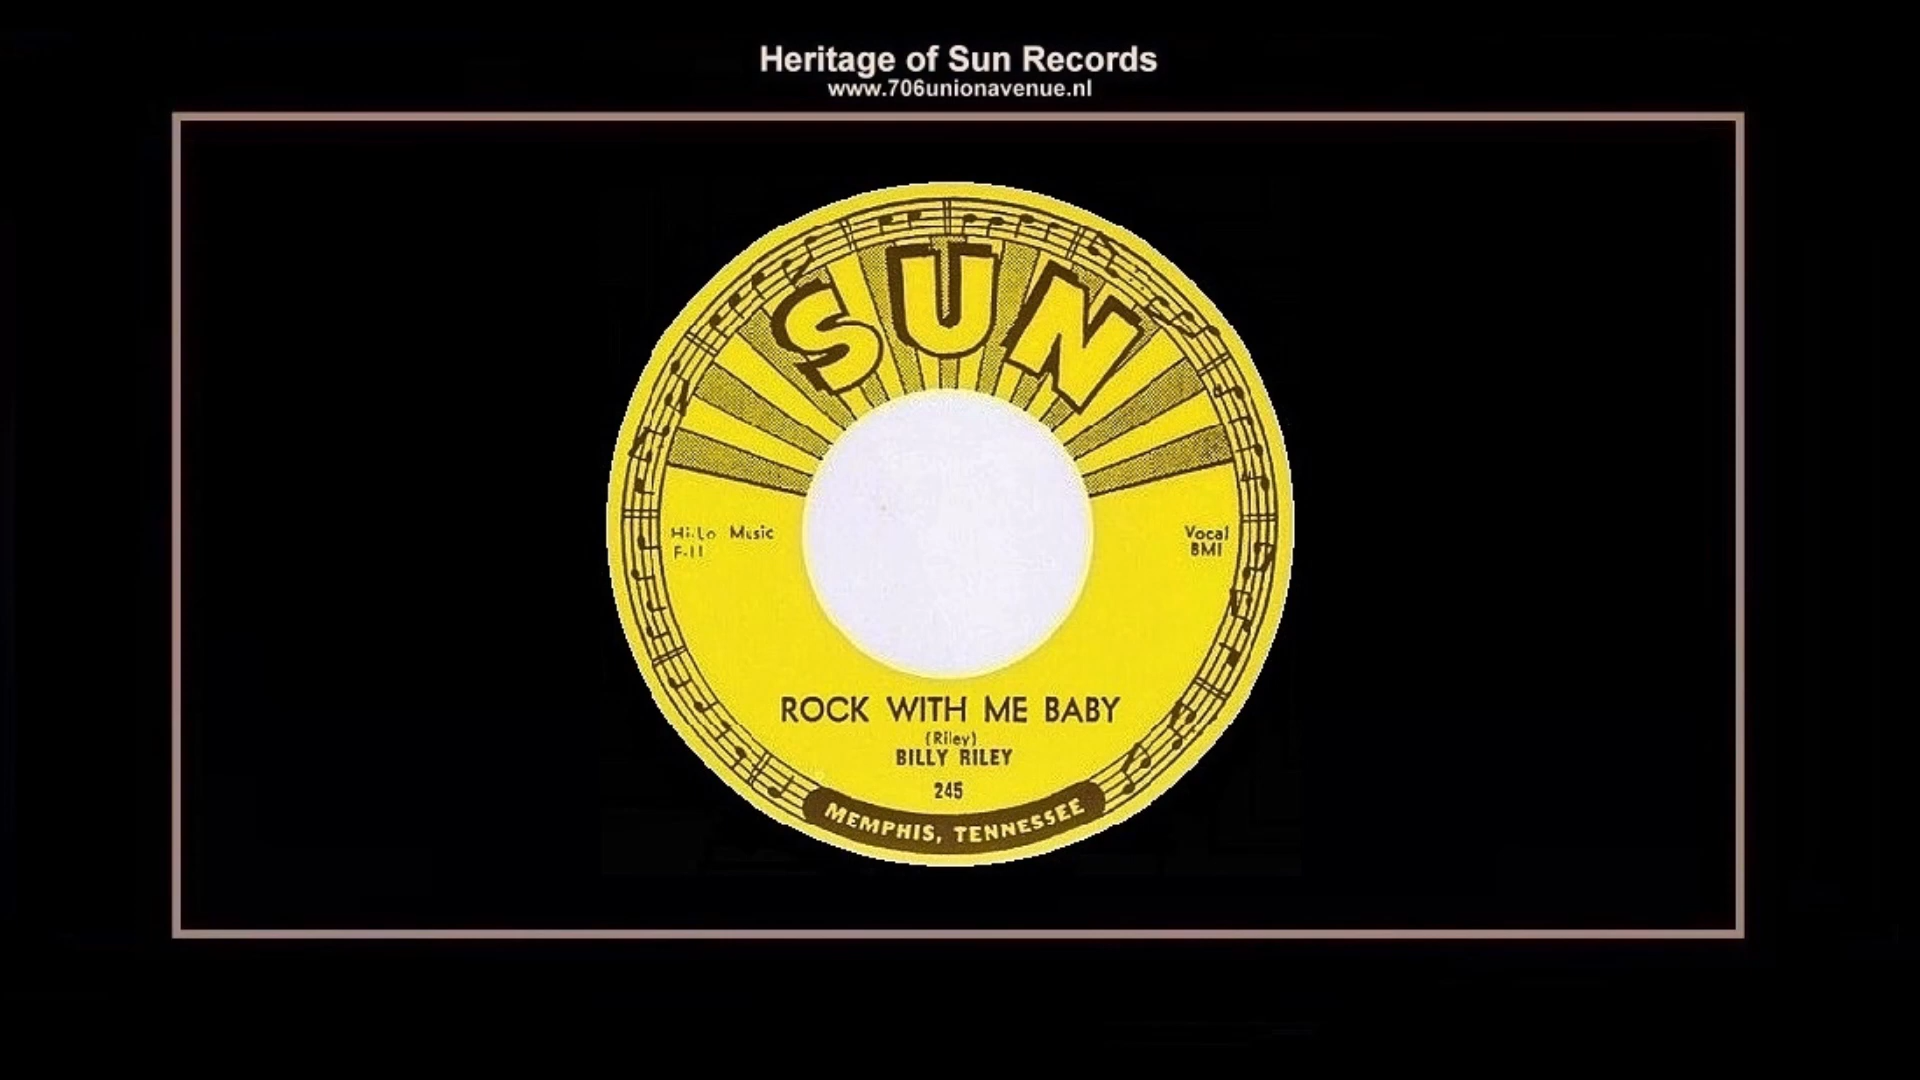 Heritage of Sun Records
www.706unionavenue.nl
SUN
Hi-Lo Music
F-11
Vocal
BMI
ROCK WITH ME BABY
(Riley)
BILLY RILEY
245
MEMPHIS, TENNESSEE